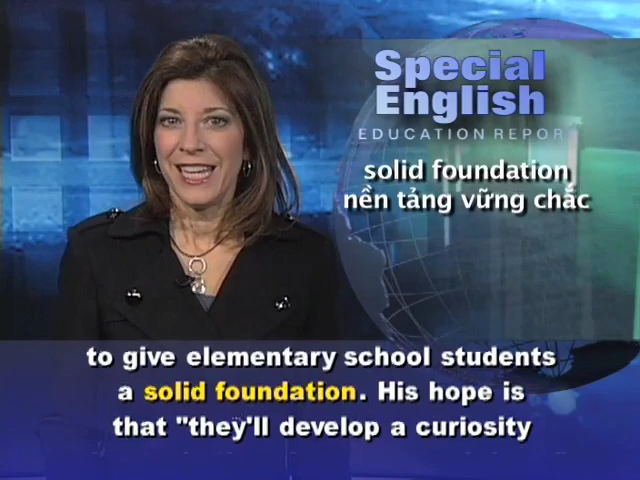 Special
English
EDUCATION REPORT
solid foundation
nền tảng vững chắc
to give elementary school students
a solid foundation. His hope is
that "they'll develop a curiosity